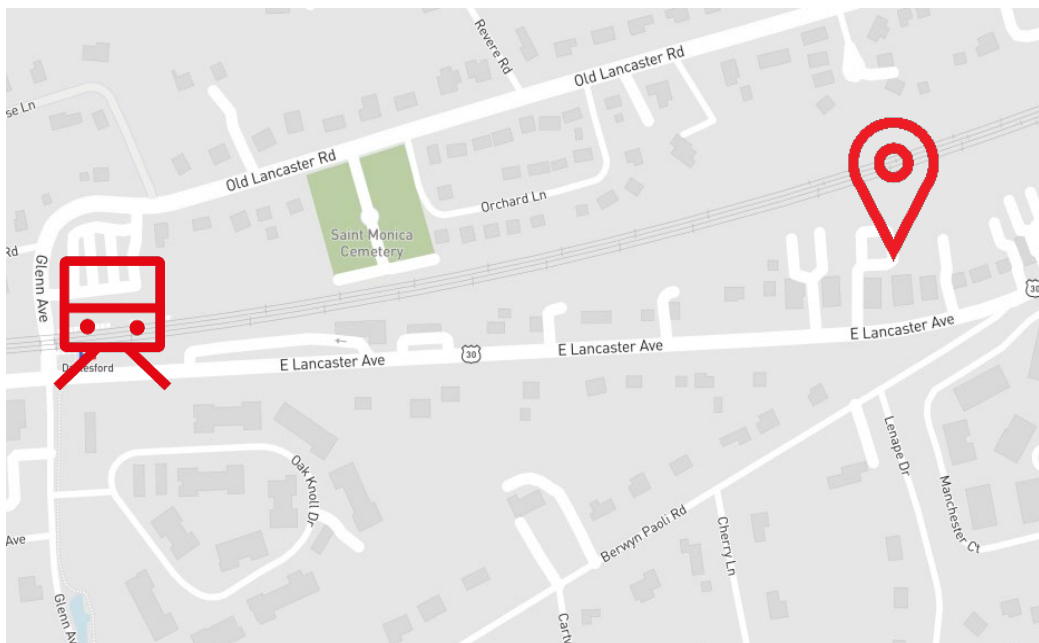 Revere Rd
Old Lancaster Rd
se Ln
Old Lancaster Rd
Orchard Ln
Saint Monica
Cemetery
Rd
Glenn Ave
30
E Lancaster Ave
E Lancaster Ave
30
E Lancaster Ave
Lenape Dr
Oak Knoll Dr
Manchester Ct
Berwyn Paoli Rd
Cherry Ln
Ave
Glenn Av
Cartw